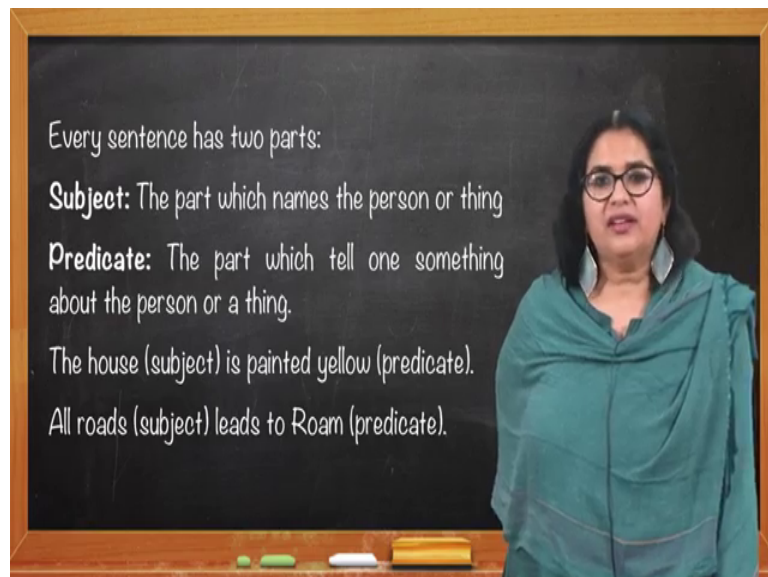 Every sentence has two parts:
Subject: The part which names the person or thing
Predicate: The part which tell one something
about the person or a thing.
The house (subject) is painted yellow (predicate).
All roads (subject) leads to Roam (predicate).